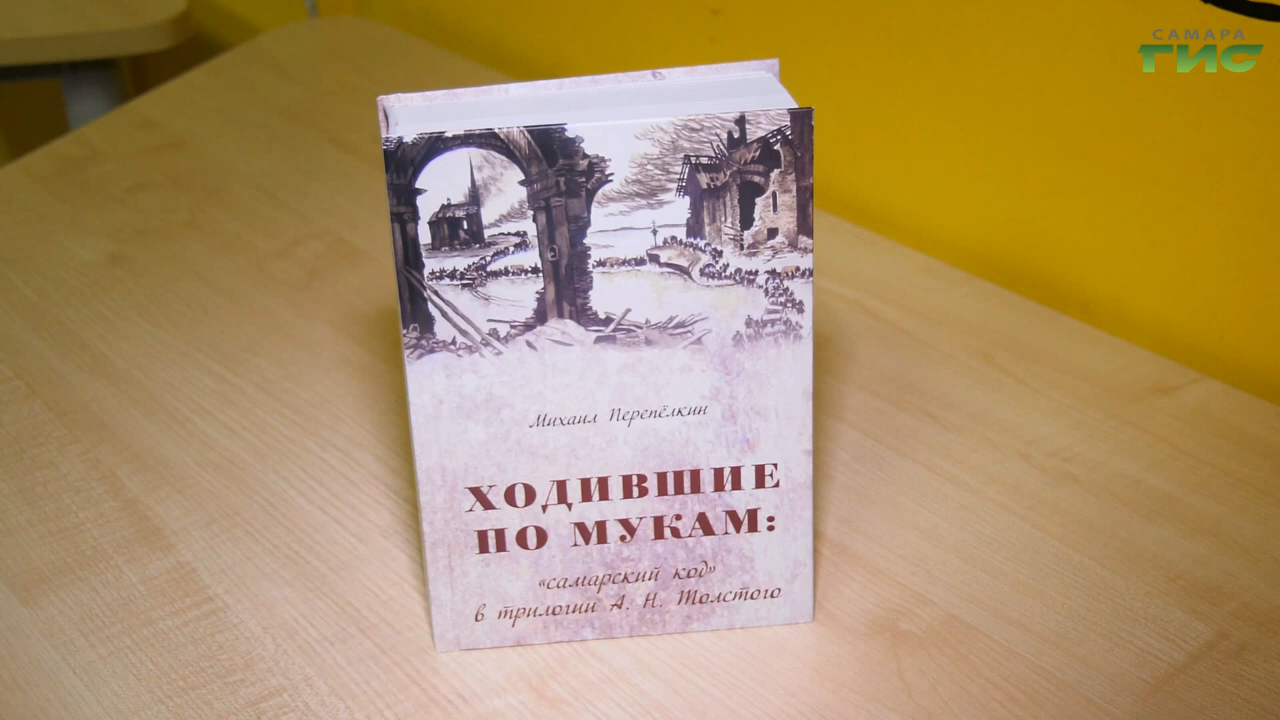 САМАРА
ГИС
Михаил Перепёлкин
ХОДИВШИЕ
ПО МУКАМ:
«самарский код»
в трилогии А. Н. Толстого